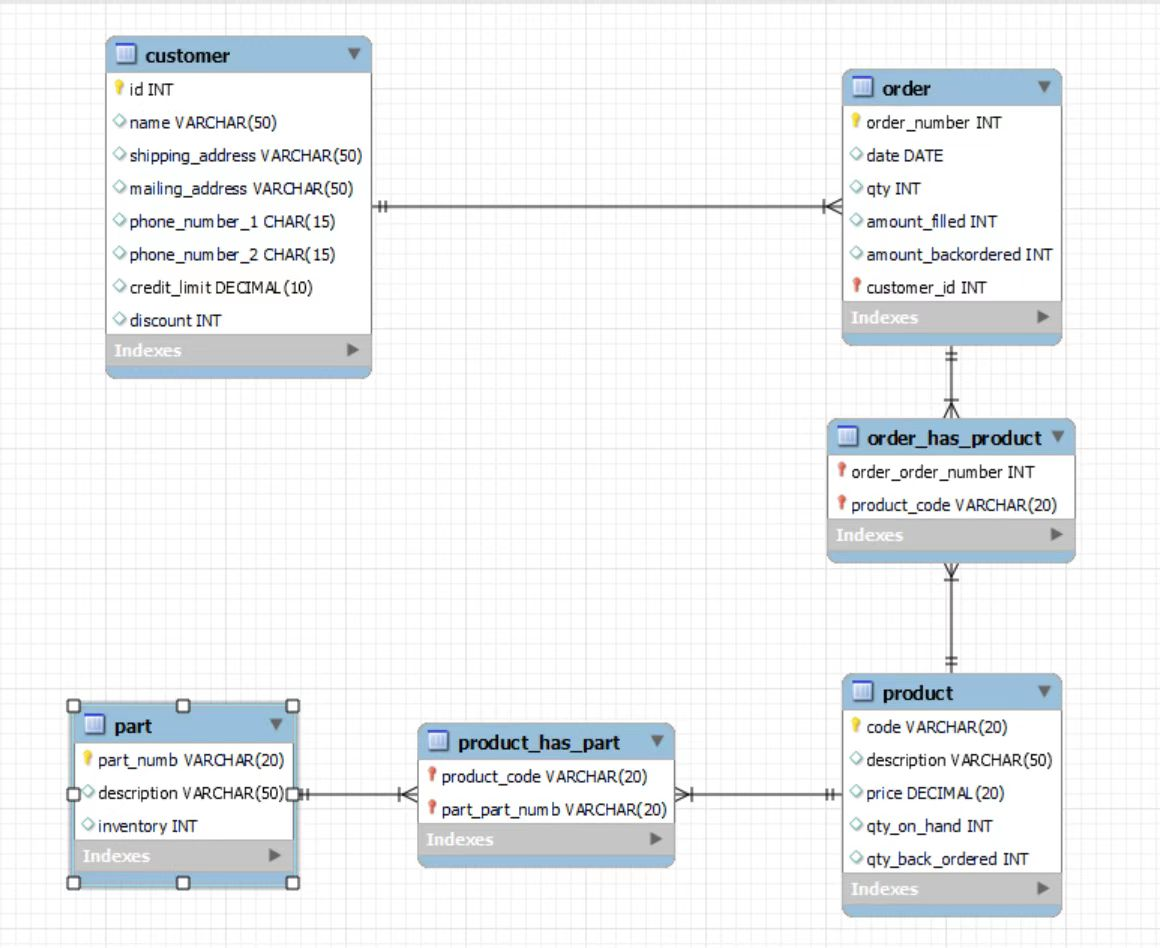 customer
id INT
name VARCHAR(50)
shipping_address VARCHAR(50)
mailing_address VARCHAR(50)
phone_number_1 CHAR(15)
phone_number_2 CHAR(15)
credit_limit DECIMAL(10)
discount INT
Indexes
order
order_number INT
date DATE
qty INT
amount_filled INT
amount_backordered INT
customer_id INT
Indexes
order_has_product
order_order_number INT
product_code VARCHAR(20)
Indexes
part
part_numb VARCHAR(20)
description VARCHAR(50)
inventory INT
Indexes
product_has_part
product_code VARCHAR(20)
part_part_numb VARCHAR(20)
Indexes
product
code VARCHAR(20)
description VARCHAR(50)
price DECIMAL(20)
qty_on_hand INT
qty_back_ordered INT
Indexes